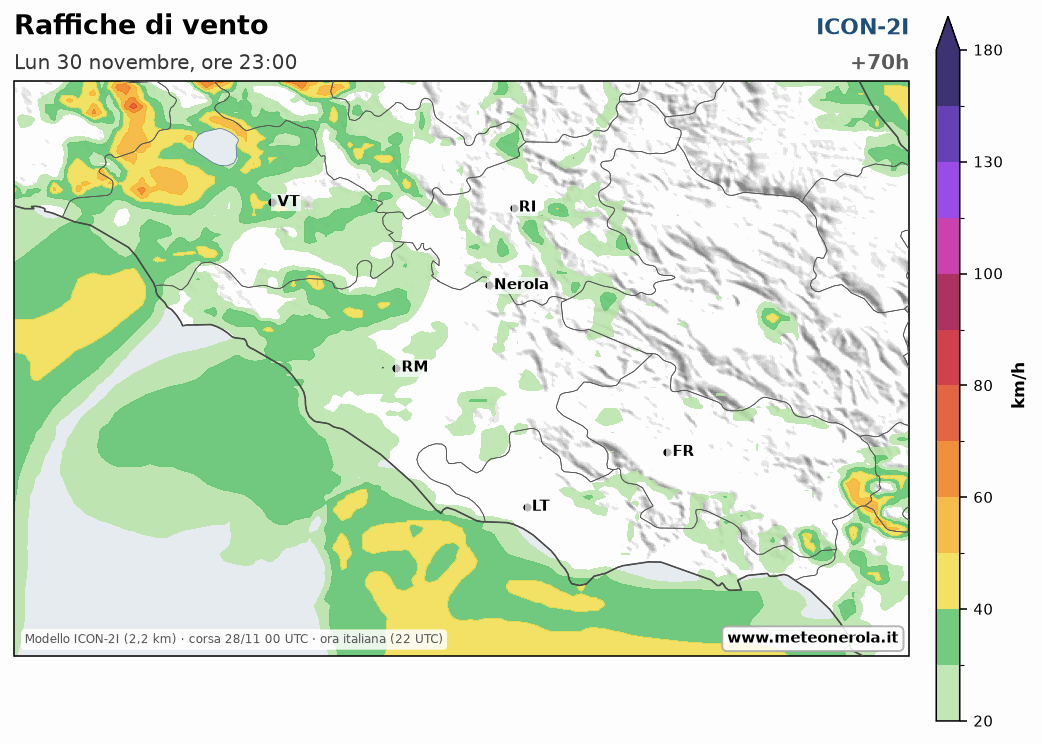 Raffiche di vento
ICON-2I
Lun 30 novembre, ore 23:00
+70h
VT
RI
Nerola
RM
FR
LT
180
130
100
80
60
40
20
km/h
Modello ICON-2I (2,2 km) · corsa 28/11 00 UTC · ora italiana (22 UTC)
www.meteonerola.it